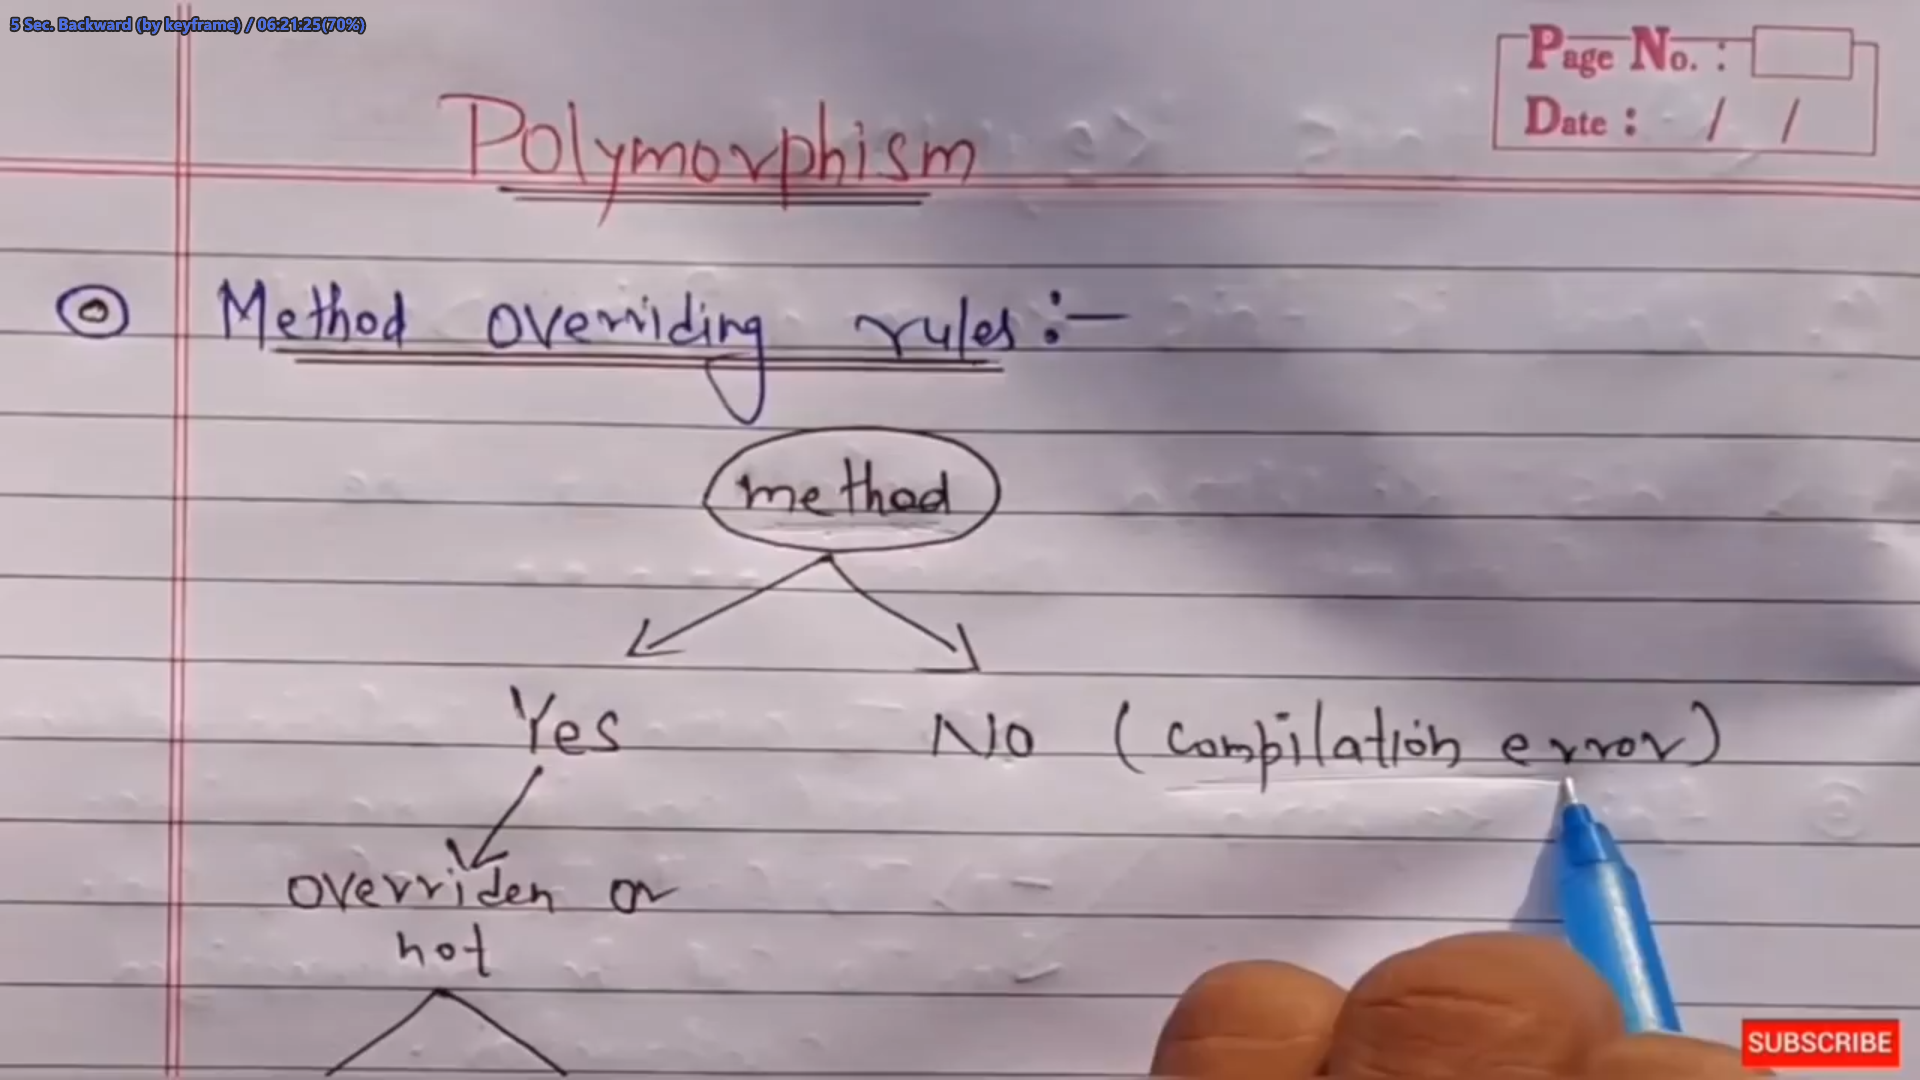 5 Sec. Backward (by keyframe) / 06:21:25(70%)
Page No. :
Date : / /
Polymorphism
Method overriding rules :-
method
Yes
No (compilation error)
overriden or
not
SUBSCRIBE